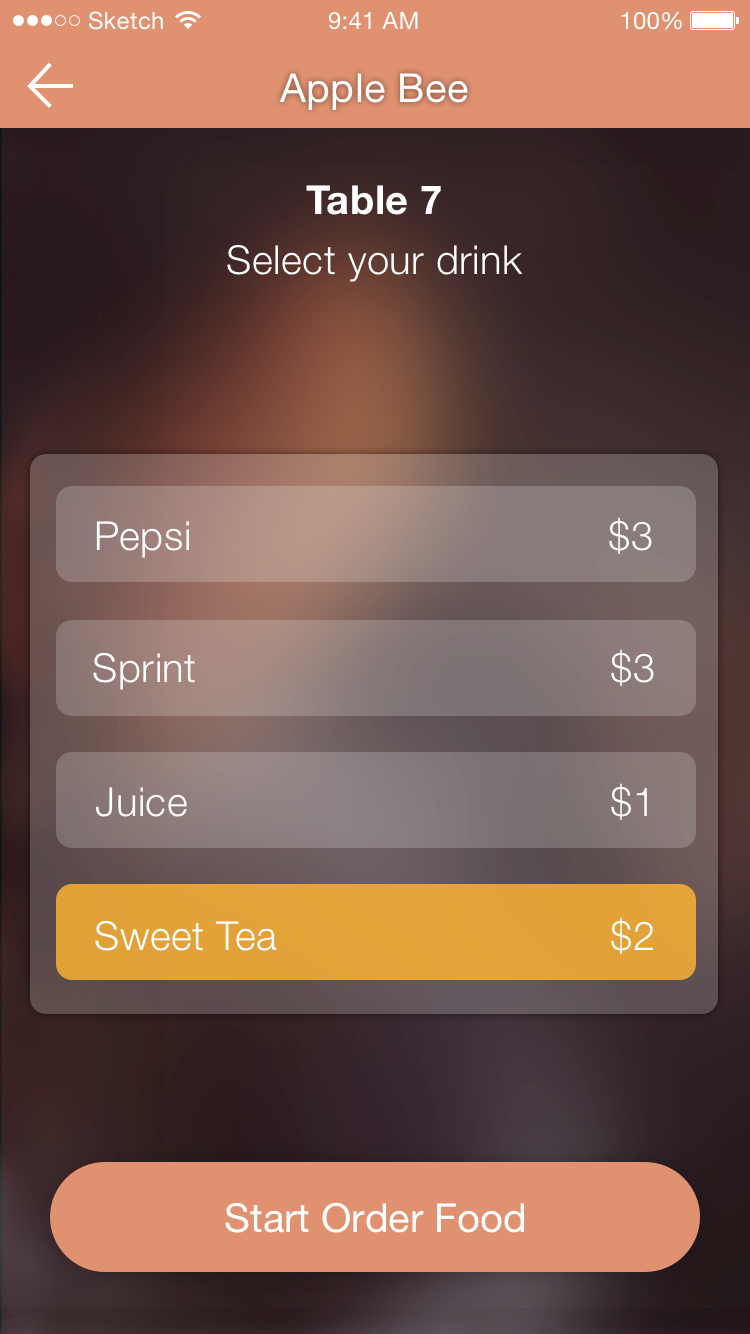 Sketch 9:41 AM 100%
Apple Bee
Table 7
Select your drink
Pepsi $3
Sprint $3
Juice $1
Sweet Tea $2
Start Order Food